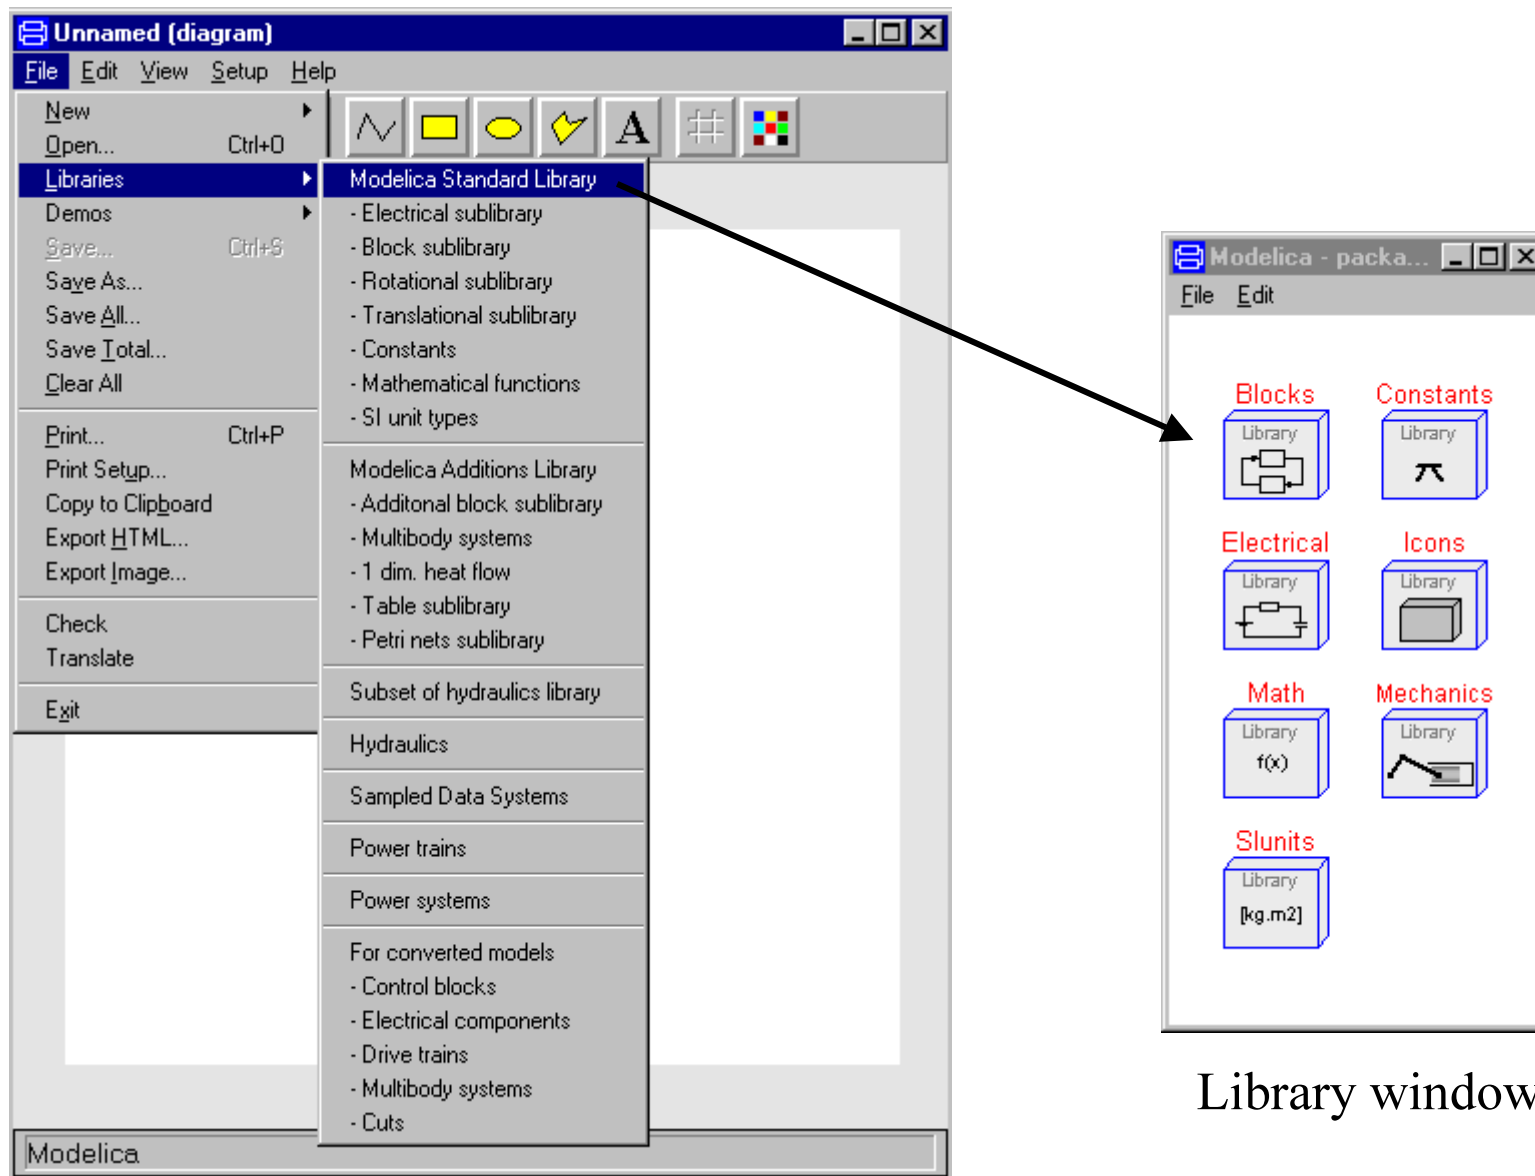 Unnamed (diagram)
File Edit View Setup Help
New
Open... Ctrl+O
Libraries
Demos
Save... Ctrl+S
Save As...
Save All...
Save Total...
Clear All
Print... Ctrl+P
Print Setup...
Copy to Clipboard
Export HTML...
Export Image...
Check
Translate
Exit
A
Modelica Standard Library
- Electrical sublibrary
- Block sublibrary
- Rotational sublibrary
- Translational sublibrary
- Constants
- Mathematical functions
- SI unit types
Modelica Additions Library
- Additonal block sublibrary
- Multibody systems
- 1 dim. heat flow
- Table sublibrary
- Petri nets sublibrary
Subset of hydraulics library
Hydraulics
Sampled Data Systems
Power trains
Power systems
For converted models
- Control blocks
- Electrical components
- Drive trains
- Multibody systems
- Cuts
Modelica
Modelica - packa...
File Edit
Blocks Constants
Library Library
π
Electrical Icons
Library Library
Math Mechanics
Library Library
f(x)
SIunits
Library
[kg.m2]
Library window